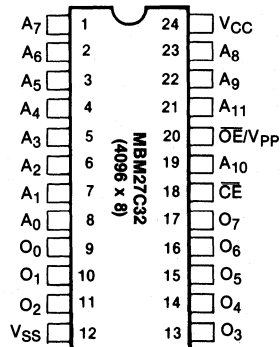 A7 1 24 VCC
A6 2 23 A8
A5 3 22 A9
A4 4 21 A11
A3 5 20 O̅E̅/VPP
A2 6 19 A10
A1 7 18 C̅E̅
A0 8 17 O7
O0 9 16 O6
O1 10 15 O5
O2 11 14 O4
VSS 12 13 O3
MBM27C32
(4096 x 8)